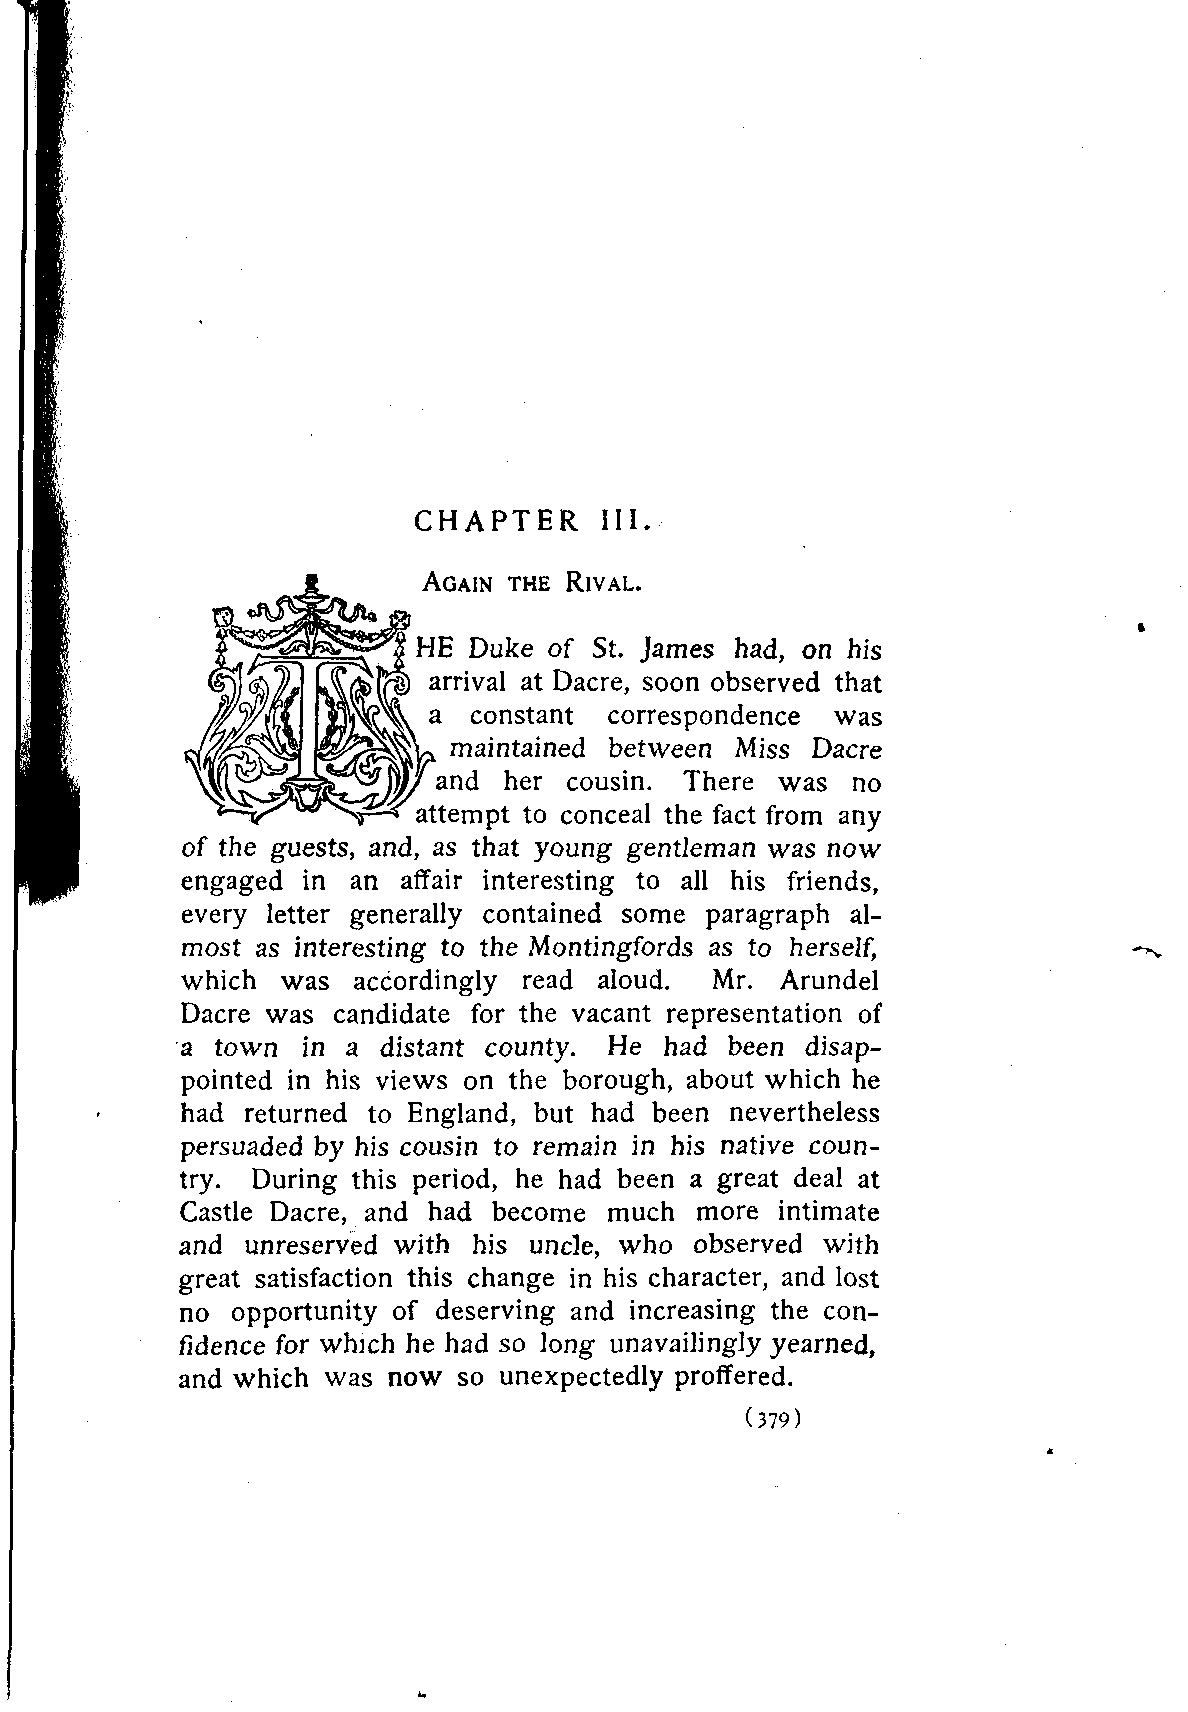 CHAPTER III.
AGAIN THE RIVAL.
THE Duke of St. James had, on his
arrival at Dacre, soon observed that
a constant correspondence was
maintained between Miss Dacre
and her cousin. There was no
attempt to conceal the fact from any
of the guests, and, as that young gentleman was now
engaged in an affair interesting to all his friends,
every letter generally contained some paragraph al-
most as interesting to the Montingfords as to herself,
which was accordingly read aloud. Mr. Arundel
Dacre was candidate for the vacant representation of
a town in a distant county. He had been disap-
pointed in his views on the borough, about which he
had returned to England, but had been nevertheless
persuaded by his cousin to remain in his native coun-
try. During this period, he had been a great deal at
Castle Dacre, and had become much more intimate
and unreserved with his uncle, who observed with
great satisfaction this change in his character, and lost
no opportunity of deserving and increasing the con-
fidence for which he had so long unavailingly yearned,
and which was now so unexpectedly proffered.
(379)